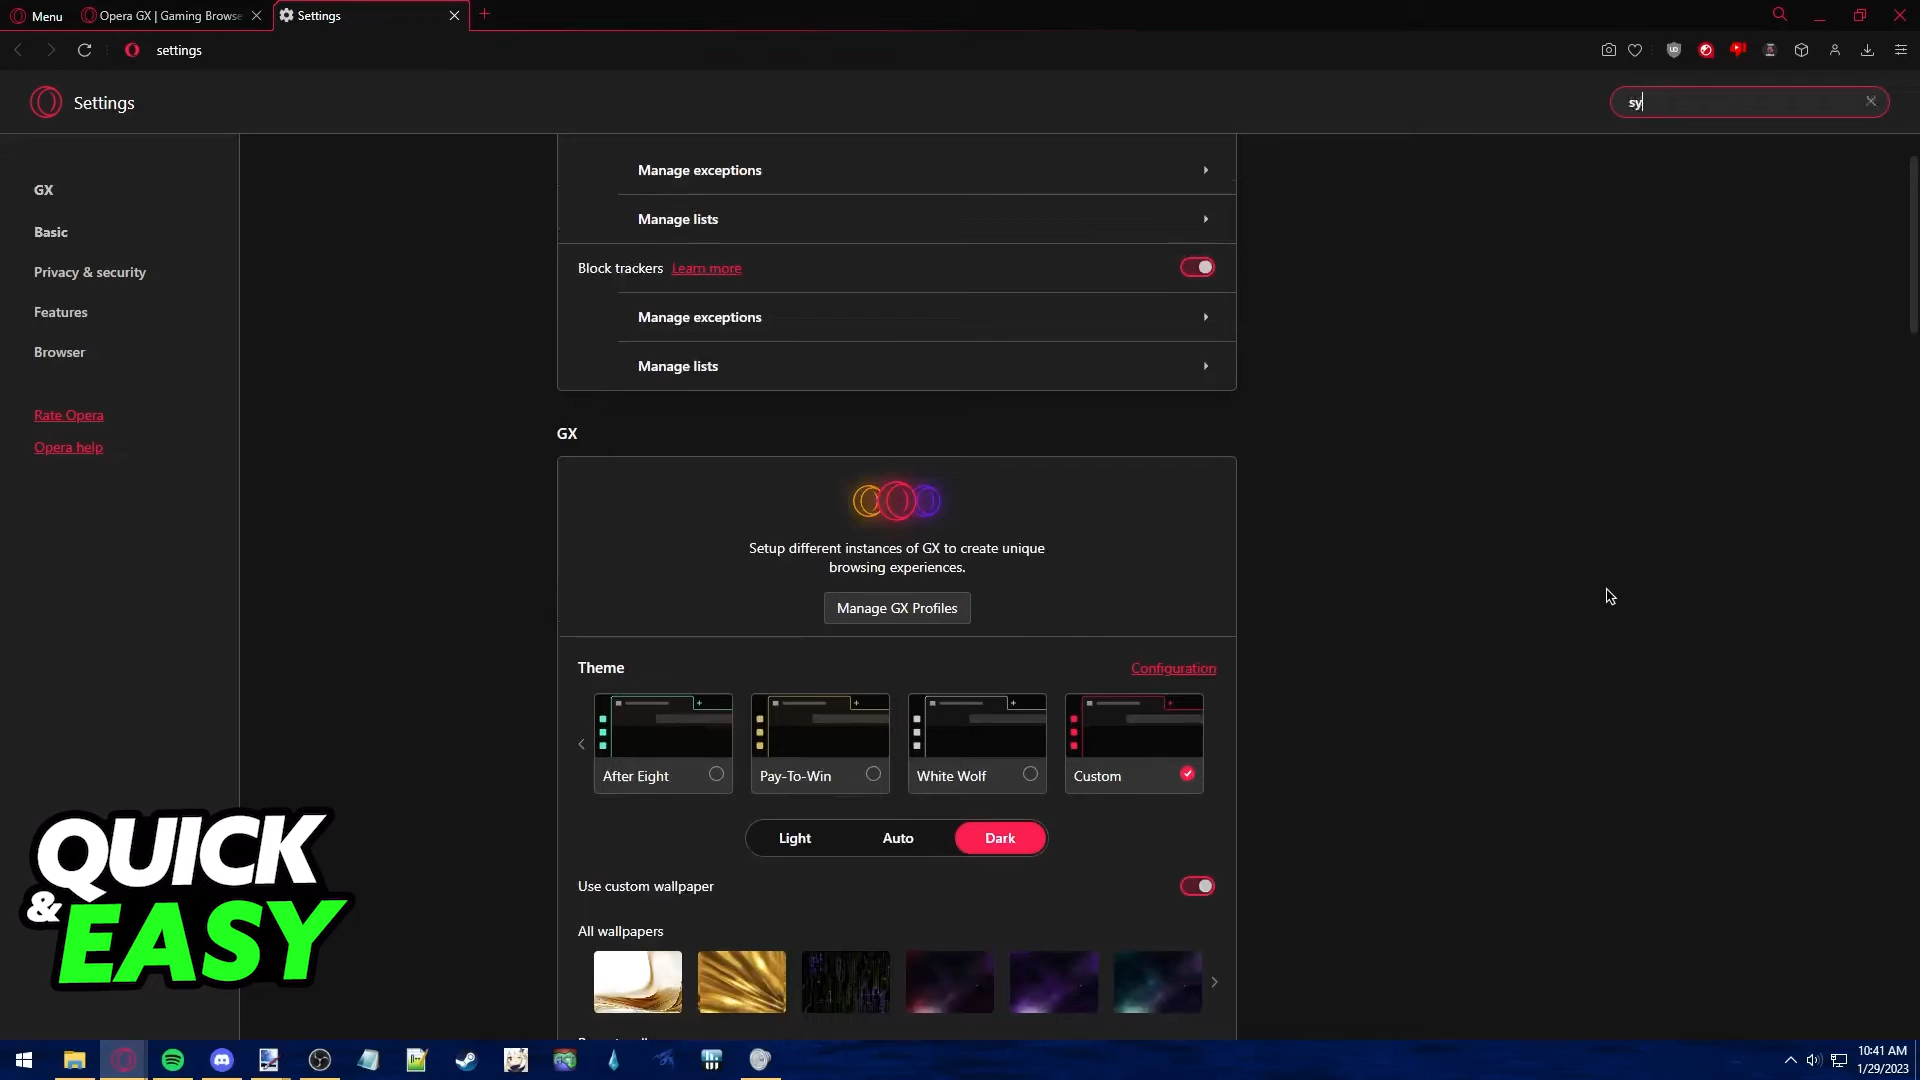 Menu
Opera GX | Gaming Browse
Settings
settings
Settings
sy
GX
Basic
Privacy & security
Features
Browser
Rate Opera
Opera help
Manage exceptions
Manage lists
Block trackers Learn more
Manage exceptions
Manage lists
GX
Setup different instances of GX to create unique
browsing experiences.
Manage GX Profiles
Theme
Configuration
After Eight
Pay-To-Win
White Wolf
Custom
Light
Auto
Dark
Use custom wallpaper
All wallpapers
QUICK
& EASY
10:41 AM
1/29/2023